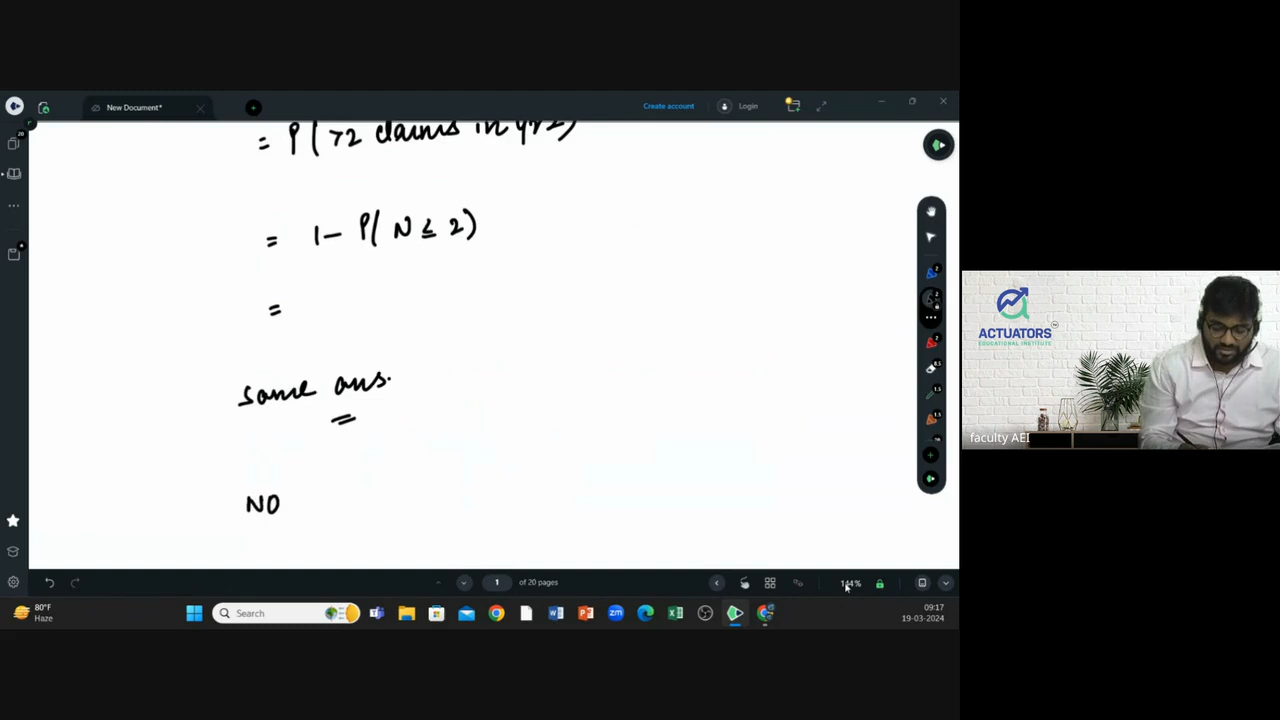 New Document*
Create account
Login
= P( >2 claims in yr2)
= 1 - P( N ≤ 2)
=
same ans.
NO
1 of 20 pages
144%
80°F
Haze
Search
09:17
19-03-2024
ACTUATORS
EDUCATIONAL INSTITUTE
faculty AEI